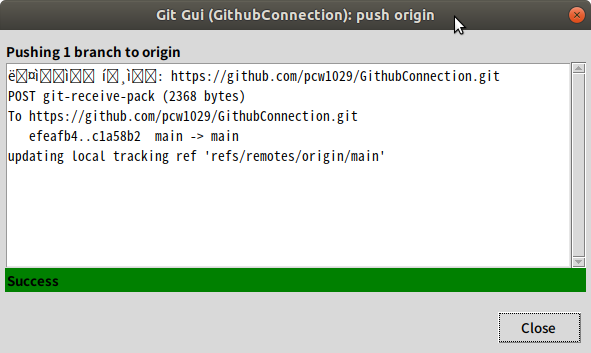 Git Gui (GithubConnection): push origin
Pushing 1 branch to origin
: https://github.com/pcw1029/GithubConnection.git
POST git-receive-pack (2368 bytes)
To https://github.com/pcw1029/GithubConnection.git
efeafb4..c1a58b2 main -> main
updating local tracking ref 'refs/remotes/origin/main'
Success
Close